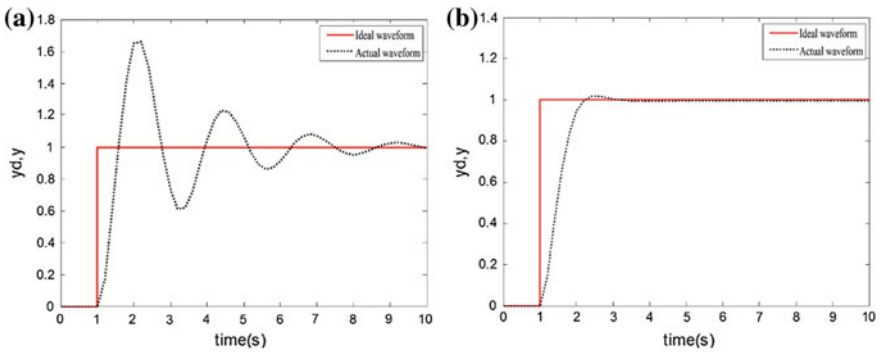 (a)
1.8
1.6
1.4
1.2
1
0.8
0.6
0.4
0.2
0
yd,y
Ideal waveform
Actual waveform
0 1 2 3 4 5 6 7 8 9 10
time(s)
(b)
1.4
1.2
1
0.8
0.6
0.4
0.2
0
yd,y
Ideal waveform
Actual waveform
0 1 2 3 4 5 6 7 8 9 10
time(s)